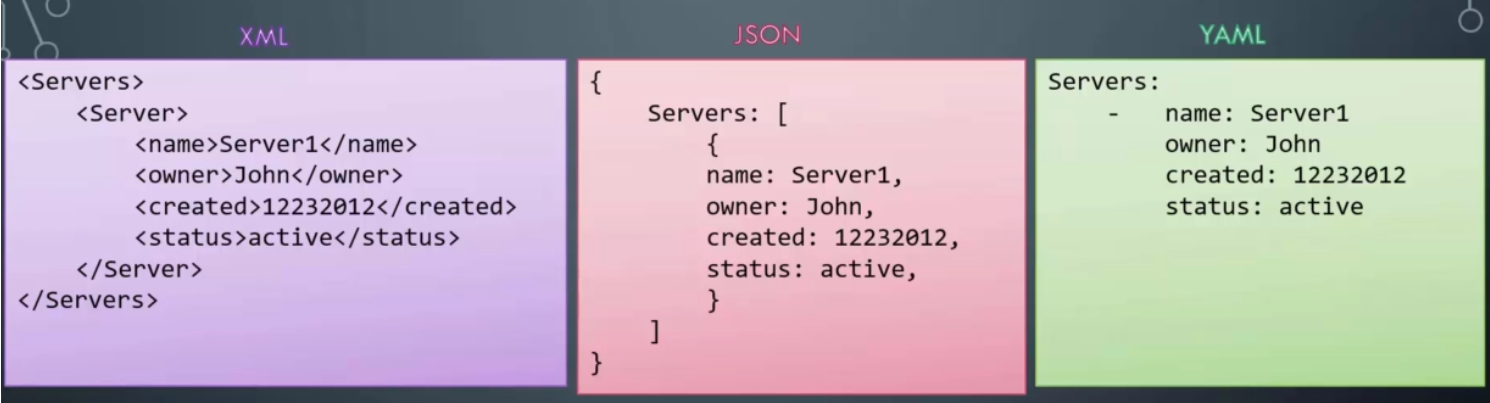 XML
<Servers>
    <Server>
        <name>Server1</name>
        <owner>John</owner>
        <created>12232012</created>
        <status>active</status>
    </Server>
</Servers>
JSON
{
    Servers: [
        {
        name: Server1,
        owner: John,
        created: 12232012,
        status: active,
        }
    ]
}
YAML
Servers:
    -   name: Server1
        owner: John
        created: 12232012
        status: active